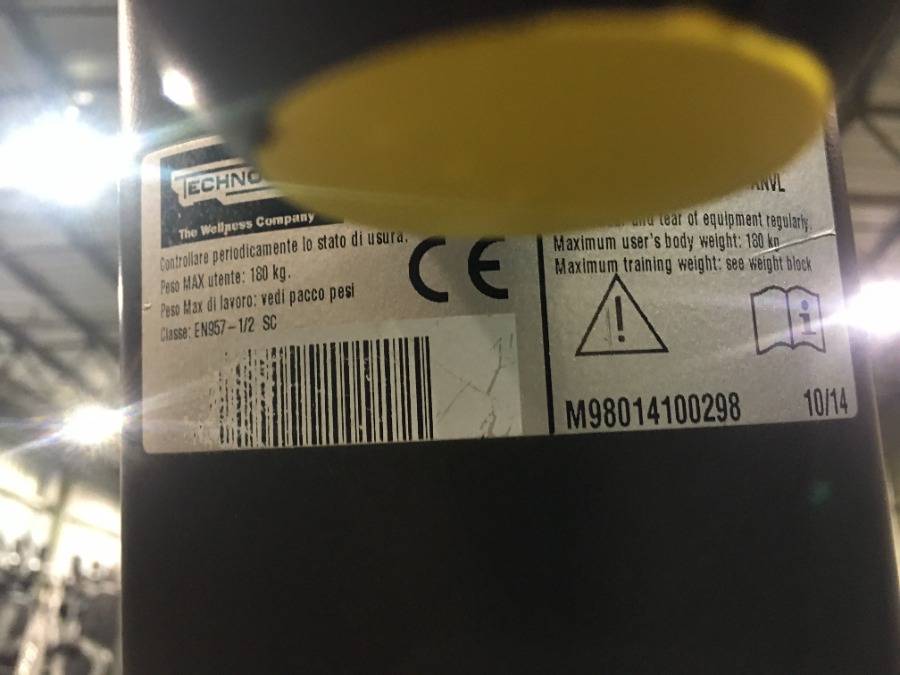 TECHNO
The Wellness Company
Controllare periodicamente lo stato di usura.
Peso MAX utente: 180 kg.
Peso Max di lavoro: vedi pacco pesi
Classe: EN957-1/2 SC
CE
ANVL
and tear of equipment regularly.
Maximum user's body weight: 180 kg
Maximum training weight: see weight block
M98014100298
10/14